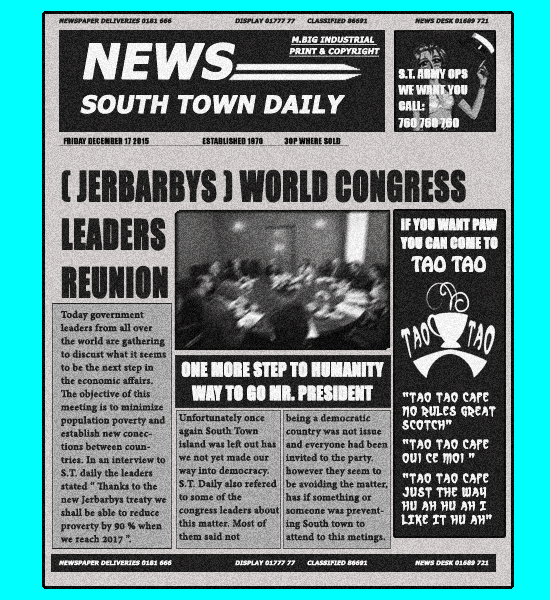 NEWSPAPER DELIVERIES 0181 666 DISPLAY 01777 77 CLASSIFIED 86691 NEWS DESK 01689 721
NEWS
M.BIG INDUSTRIAL
PRINT & COPYRIGHT
SOUTH TOWN DAILY
S.T. ARMY OPS
WE WANT YOU
CALL:
760 760 760
FRIDAY DECEMBER 17 2015 ESTABLISHED 1970 30P WHERE SOLD
( JERBARBYS ) WORLD CONGRESS
LEADERS
REUNION
Today government
leaders from all over
the world are gathering
to discust what it seems
to be the next step in
the economic affairs.
The objective of this
meeting is to minimize
population poverty and
establish new conec-
tions between coun-
tries. In an interview to
S.T. daily the leaders
stated " Thanks to the
new Jerbarbys treaty we
shall be able to reduce
proverty by 90 % when
we reach 2017 ".
ONE MORE STEP TO HUMANITY
WAY TO GO MR. PRESIDENT
Unfortunately once
again South Town
island was left out has
we not yet made our
way into democracy.
S.T. Daily also refered
to some of the
congress leaders about
this matter. Most of
them said not
being a democratic
country was not issue
and everyone had been
invited to the party.
however they seem to
be avoiding the matter,
has if something or
someone was prevent-
ing South town to
attend to this metings.
IF YOU WANT PAW
YOU CAN COME TO
TAO TAO
TAO TAO
"TAO TAO CAFE
NO RULES GREAT
SCOTCH"
"TAO TAO CAFE
OUI CE MOI "
"TAO TAO CAFE
JUST THE WAY
HU AH HU AH I
LIKE IT HU AH"
NEWSPAPER DELIVERIES 0181 666 DISPLAY 01777 77 CLASSIFIED 86691 NEWS DESK 01689 721